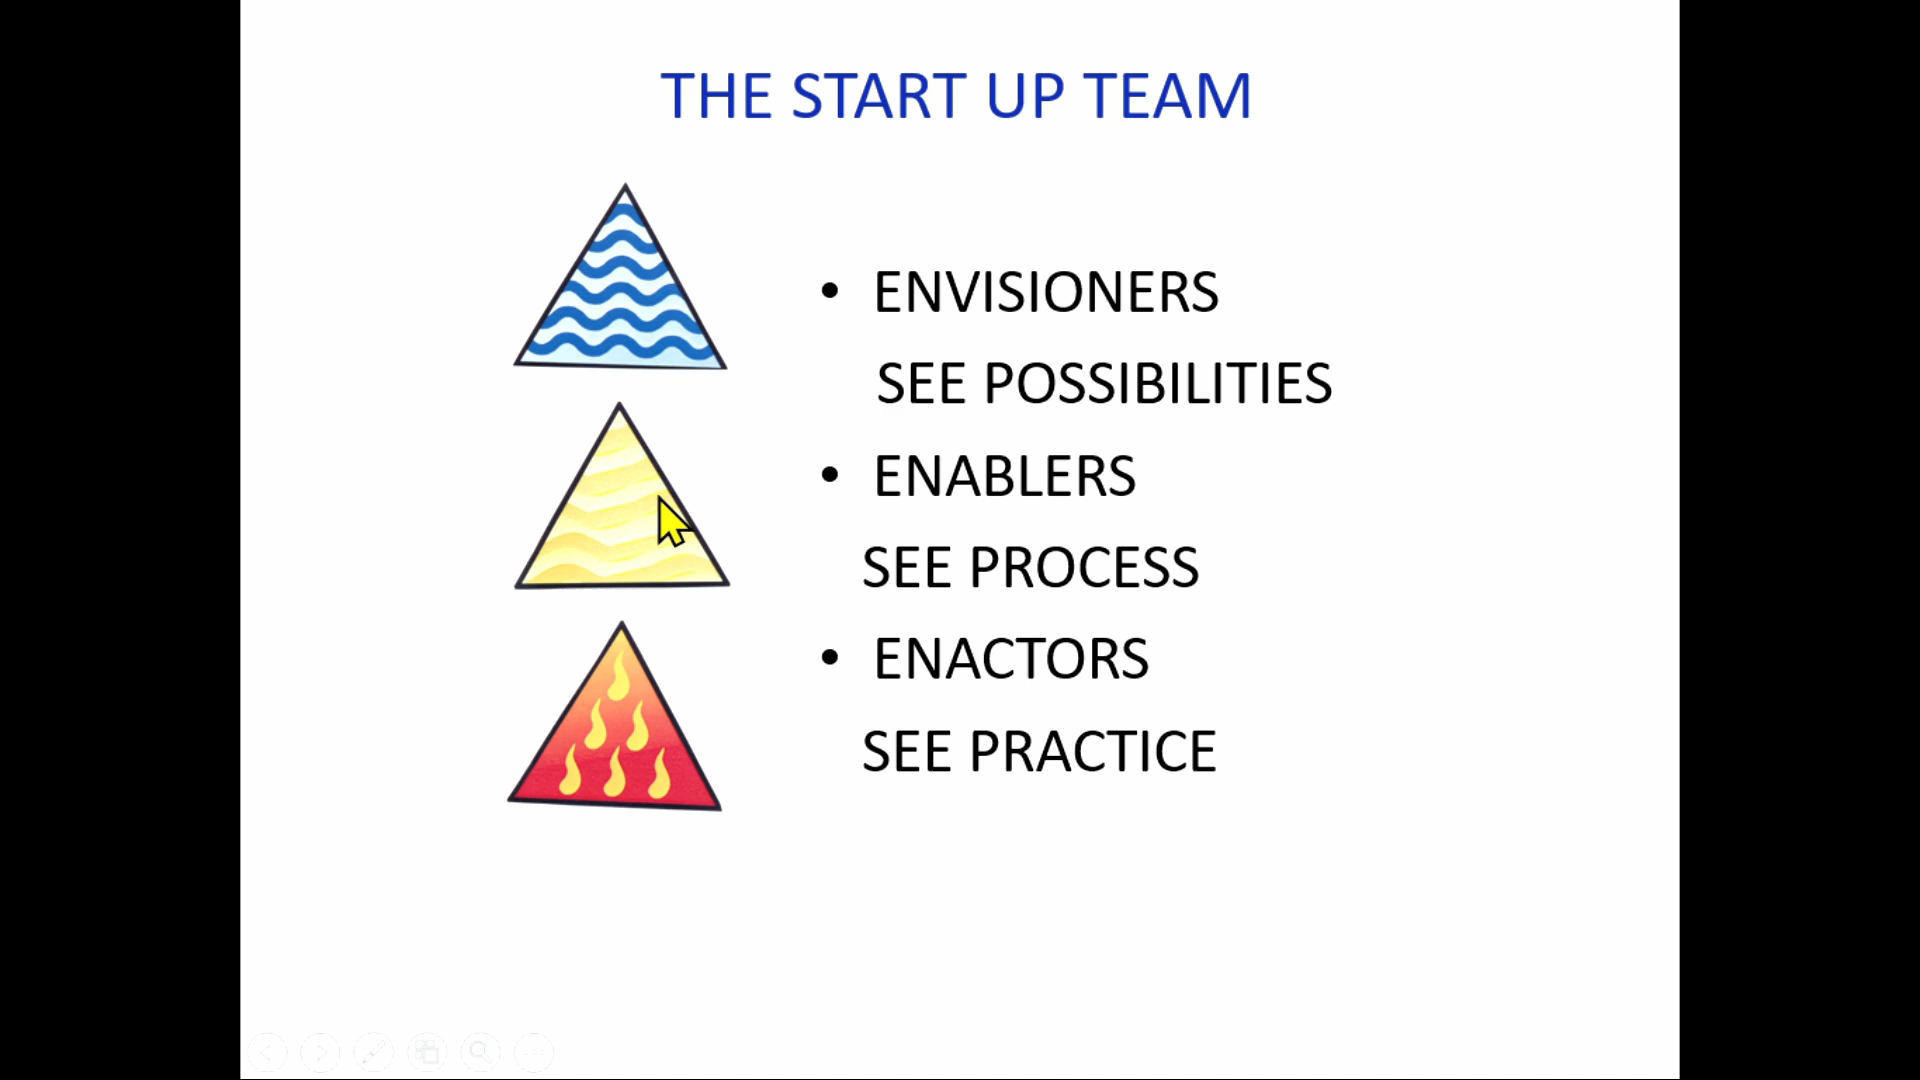 THE START UP TEAM
• ENVISIONERS
SEE POSSIBILITIES
• ENABLERS
SEE PROCESS
• ENACTORS
SEE PRACTICE